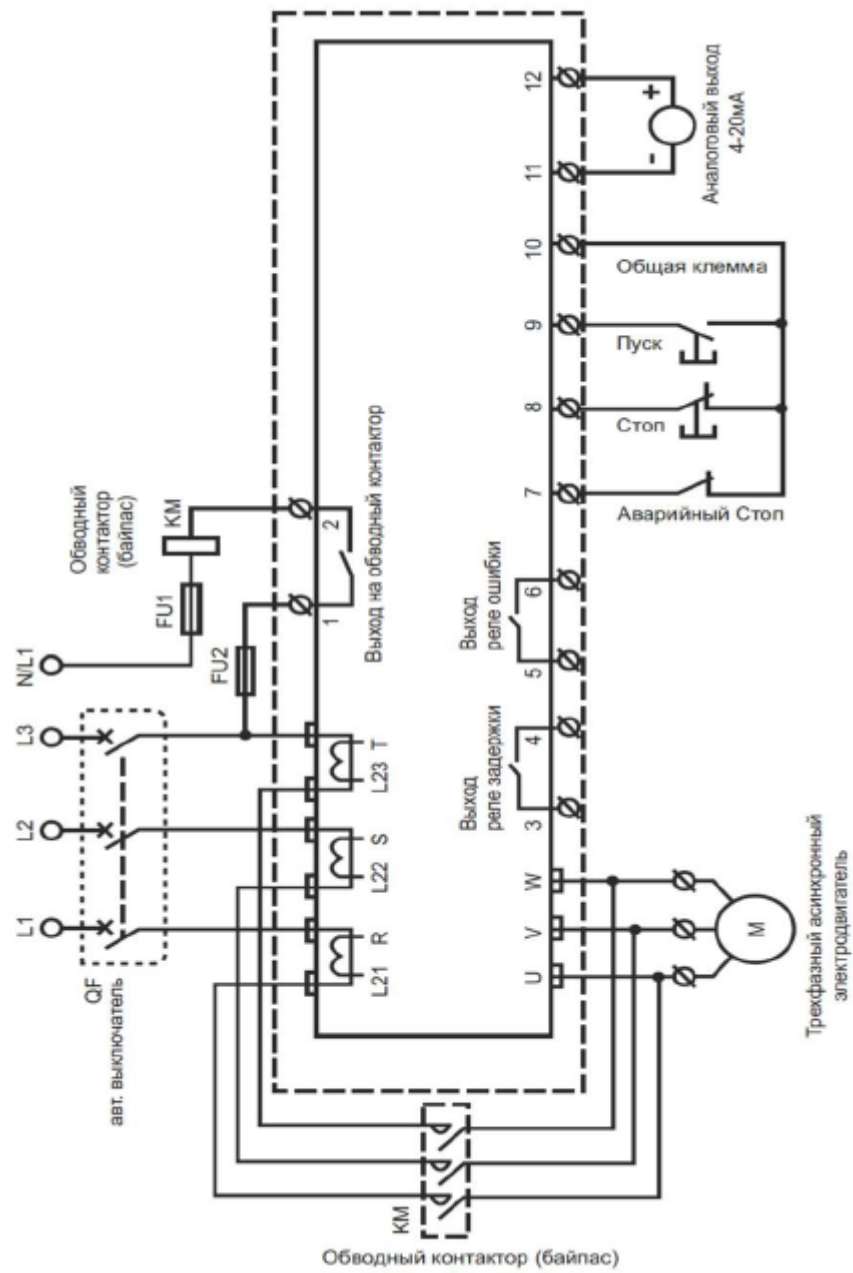 N/L1
L3
L2
L1
QF
авт. выключатель
Обводный
контактор
(байпас)
KM
FU1
FU2
1
2
Выход на обводный контактор
L21
R
L22
S
L23
T
U
V
W
3
4
Выход
реле задержки
5
6
Выход
реле ошибки
7
8
9
10
11
12
Аварийный Стоп
Стоп
Пуск
Общая клемма
-
+
Аналоговый выход
4-20мА
M
Трехфазный асинхронный
электродвигатель
KM
Обводный контактор (байпас)